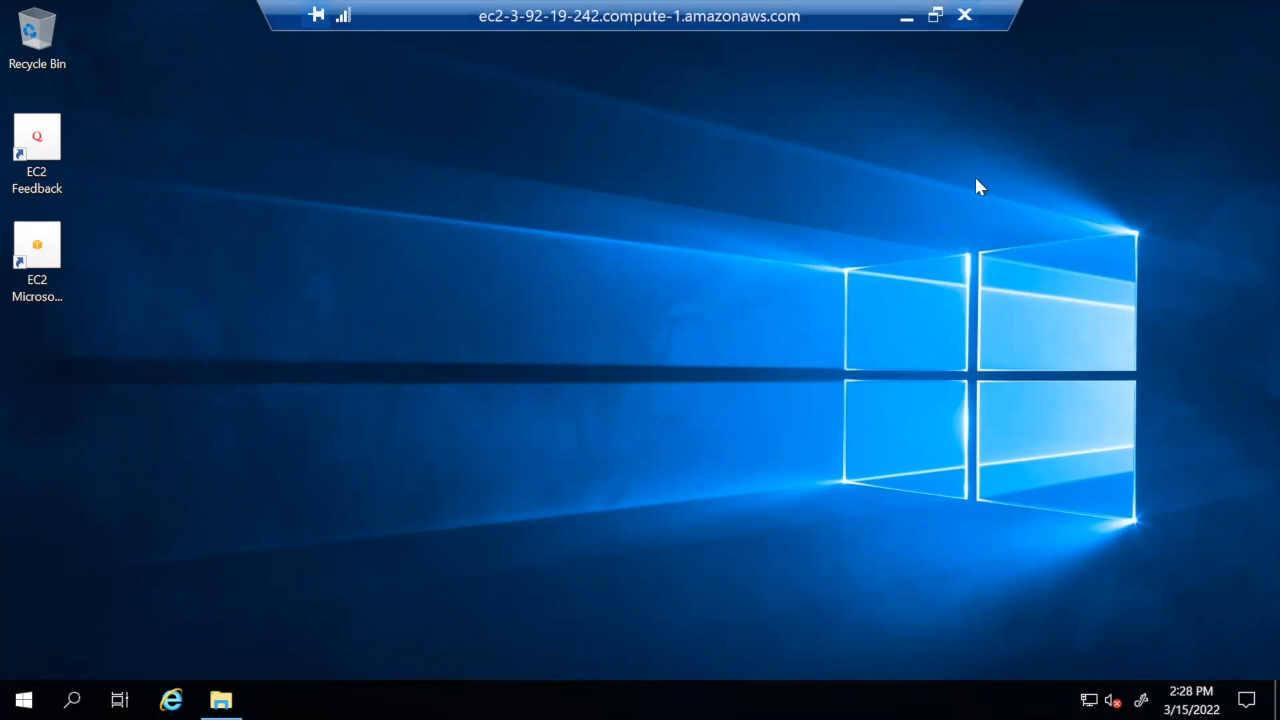 ec2-3-92-19-242.compute-1.amazonaws.com
Recycle Bin
Q
EC2
Feedback
EC2
Microso...
2:28 PM
3/15/2022